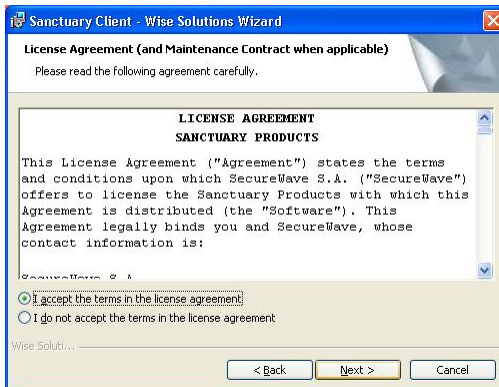 Sanctuary Client - Wise Solutions Wizard
License Agreement (and Maintenance Contract when applicable)
Please read the following agreement carefully.
LICENSE AGREEMENT
SANCTUARY PRODUCTS
This License Agreement ("Agreement") states the terms
and conditions upon which SecureWave S.A. ("SecureWave")
offers to license the Sanctuary Products with which this
Agreement is distributed (the "Software"). This
Agreement legally binds you and SecureWave, whose
contact information is:
SecureWave S.A.
I accept the terms in the license agreement
I do not accept the terms in the license agreement
Wise Soluti...
< Back
Next >
Cancel